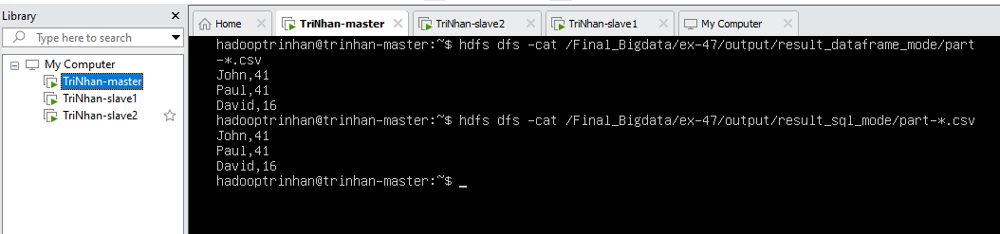 Library
Type here to search
My Computer
TriNhan-master
TriNhan-slave1
TriNhan-slave2
Home
TriNhan-master
TriNhan-slave2
TriNhan-slave1
My Computer
hadooptrinhan@trinhan-master:~$ hdfs dfs -cat /Final_Bigdata/ex-47/output/result_dataframe_mode/part
-*.csv
John,41
Paul,41
David,16
hadooptrinhan@trinhan-master:~$ hdfs dfs -cat /Final_Bigdata/ex-47/output/result_sql_mode/part-*.csv
John,41
Paul,41
David,16
hadooptrinhan@trinhan-master:~$ _